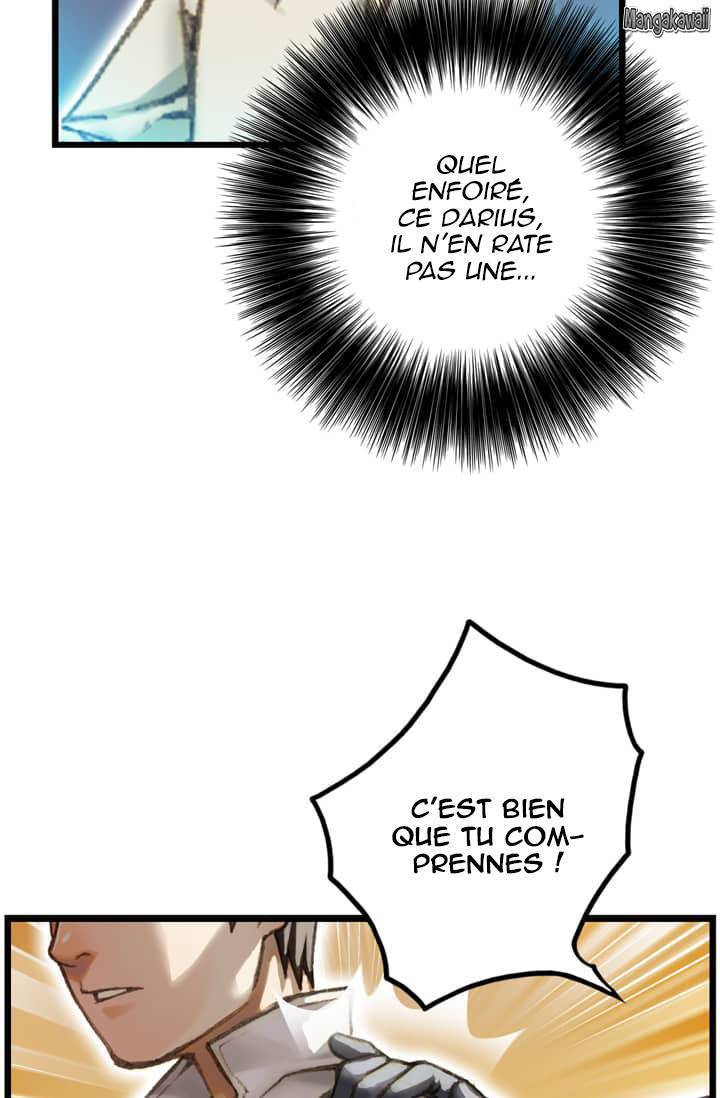 Mangakawaii
QUEL
ENFOIRÉ,
CE DARIUS,
IL N'EN RATE
PAS UNE...
C'EST BIEN
QUE TU COM-
PRENNES !